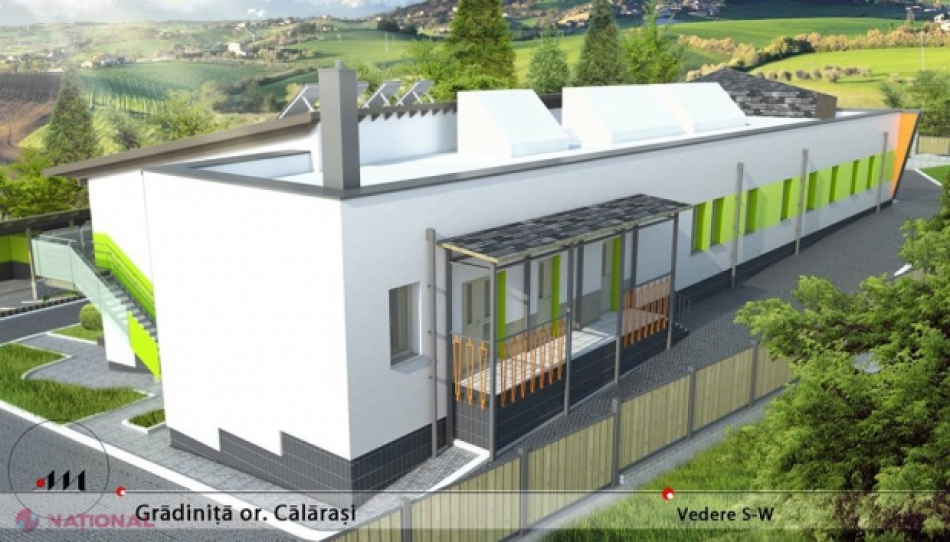 Grădiniță or. Călărași
Vedere S-W
NATIONAL